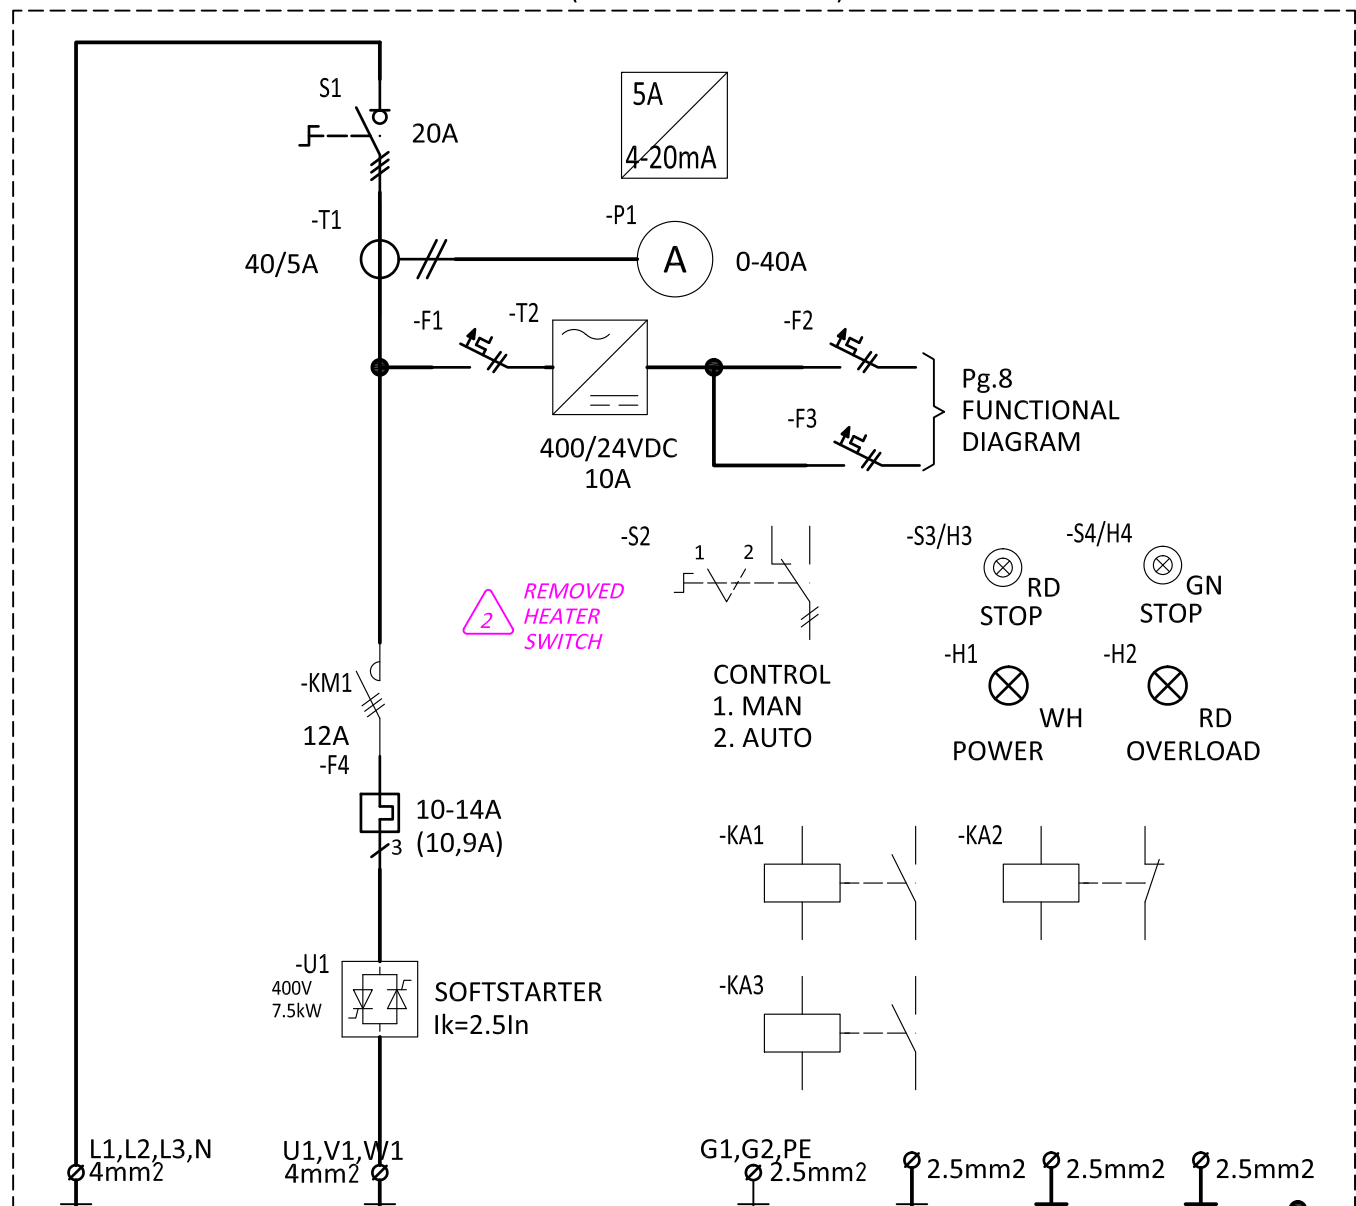 S1
20A
5A
4-20mA
-T1
40/5A
-P1
A
0-40A
-F1
-T2
-F2
Pg.8
FUNCTIONAL
DIAGRAM
-F3
400/24VDC
10A
-S2
1
2
-S3/H3
RD
STOP
-S4/H4
GN
STOP
2
REMOVED
HEATER
SWITCH
CONTROL
1. MAN
2. AUTO
-H1
WH
POWER
-H2
RD
OVERLOAD
-KM1
12A
-F4
10-14A
(10,9A)
3
-KA1
-KA2
-U1
400V
7.5kW
SOFTSTARTER
Ik=2.5In
-KA3
L1,L2,L3,N
4mm2
U1,V1,W1
4mm2
G1,G2,PE
2.5mm2
2.5mm2
2.5mm2
2.5mm2